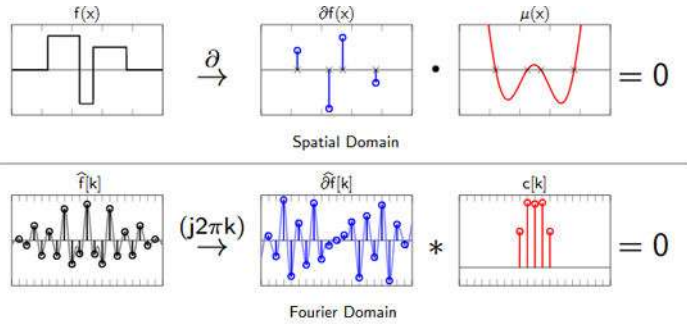 f(x) ∂f(x) μ(x)
∂ → • = 0
Spatial Domain
f̂[k] ∂̂f[k] c[k]
(j2πk) → * = 0
Fourier Domain